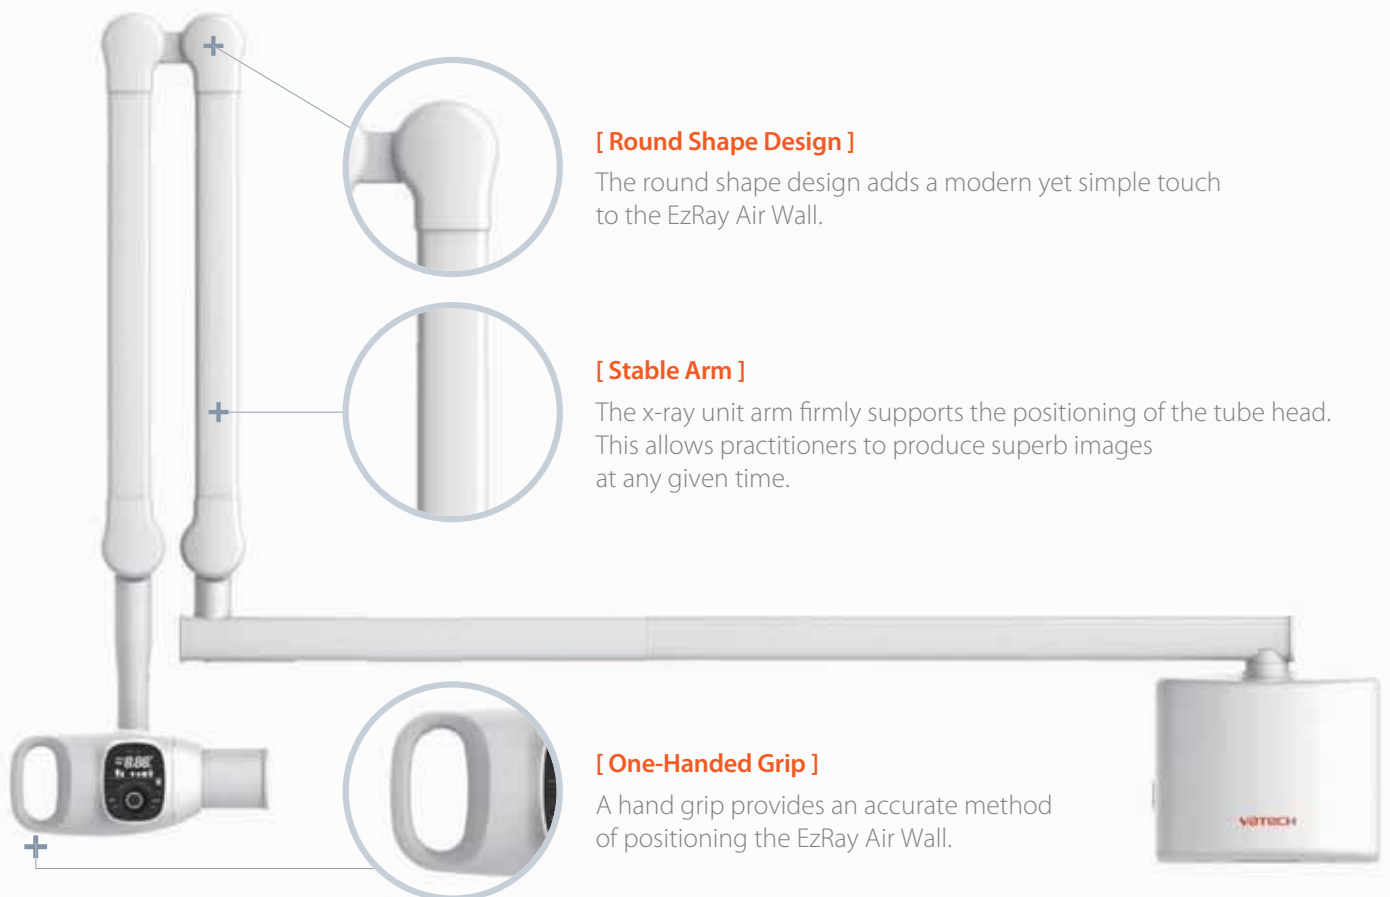 [ Round Shape Design ]
The round shape design adds a modern yet simple touch
to the EzRay Air Wall.
[ Stable Arm ]
The x-ray unit arm firmly supports the positioning of the tube head.
This allows practitioners to produce superb images
at any given time.
8.88
[ One-Handed Grip ]
A hand grip provides an accurate method
of positioning the EzRay Air Wall.
vatech